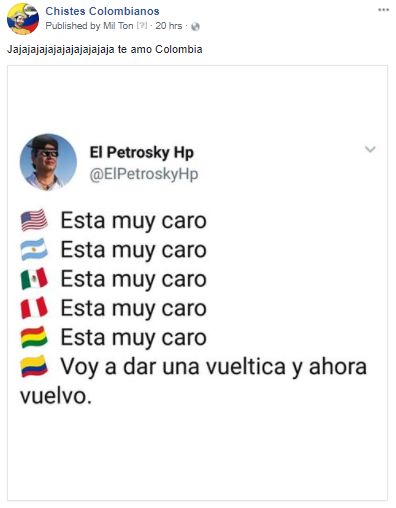 Chistes Colombianos
Published by Mil Ton [?] · 20 hrs ·
Jajajajajajajajajajajaja te amo Colombia
El Petrosky Hp
@ElPetroskyHp
Esta muy caro
Esta muy caro
Esta muy caro
Esta muy caro
Esta muy caro
Voy a dar una vueltica y ahora
vuelvo.